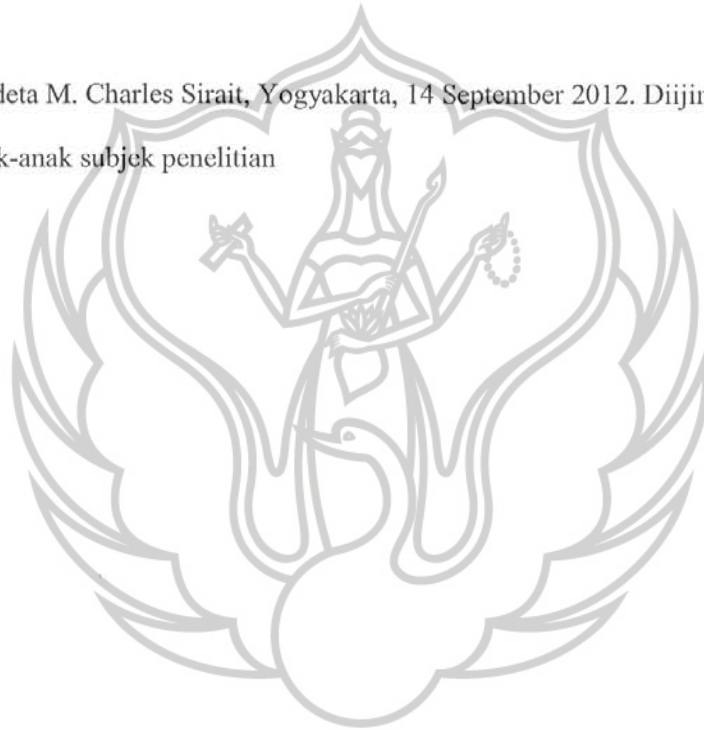 deta M. Charles Sirait, Yogyakarta, 14 September 2012. Diijin
k-anak subjek penelitian